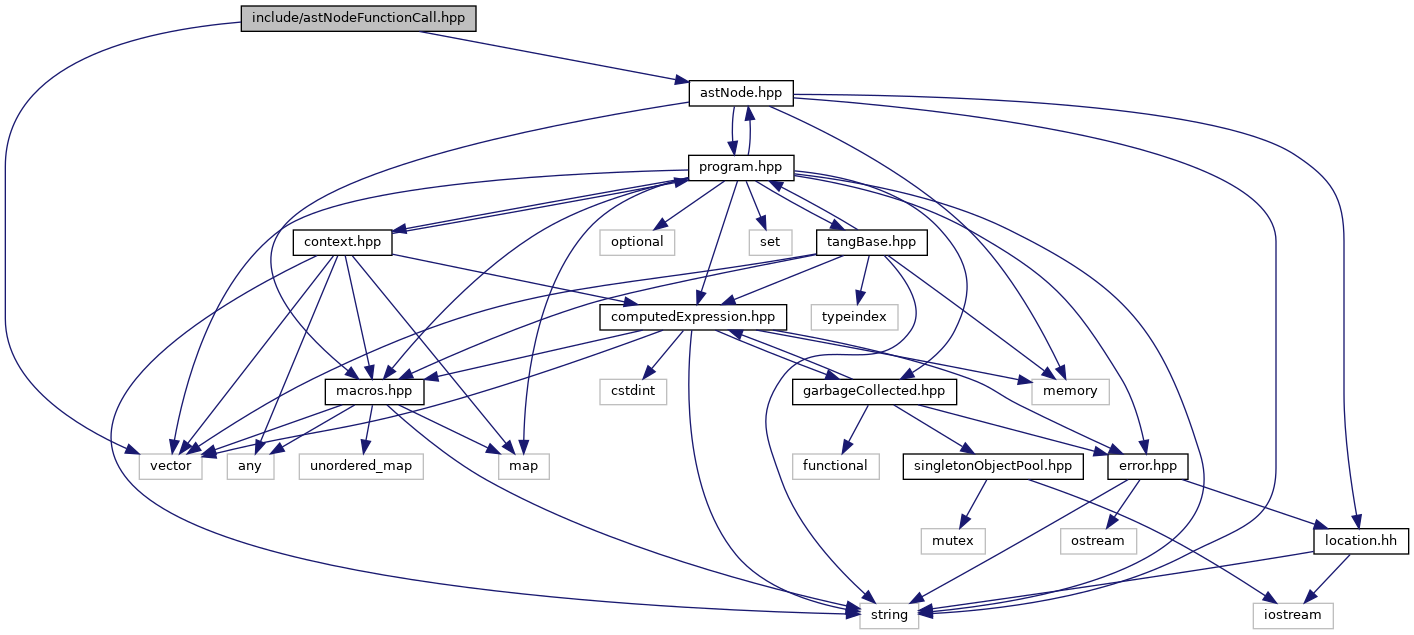 include/astNodeFunctionCall.hpp
astNode.hpp
program.hpp
context.hpp
optional
set
tangBase.hpp
computedExpression.hpp
typeindex
macros.hpp
cstdint
garbageCollected.hpp
memory
vector
any
unordered_map
map
functional
singletonObjectPool.hpp
error.hpp
mutex
ostream
location.hh
string
iostream